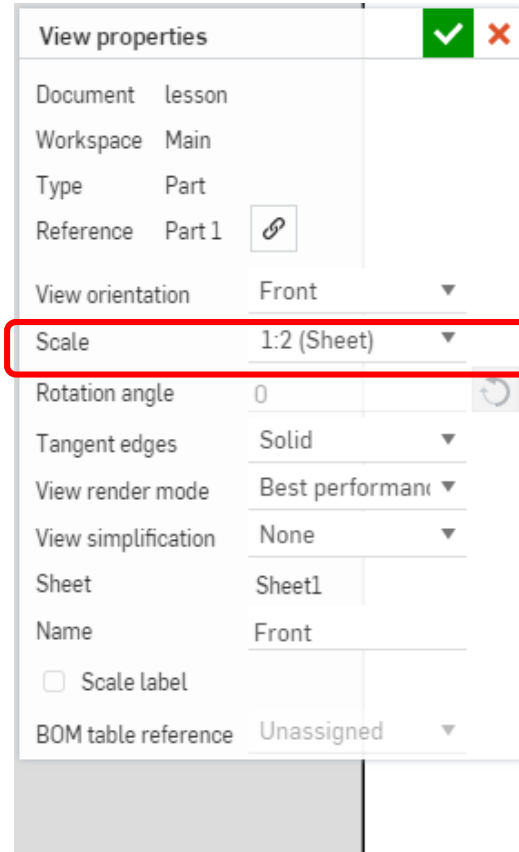 View properties
Document lesson
Workspace Main
Type Part
Reference Part 1
View orientation Front
Scale 1:2 (Sheet)
Rotation angle 0
Tangent edges Solid
View render mode Best performanc
View simplification None
Sheet Sheet1
Name Front
Scale label
BOM table reference Unassigned